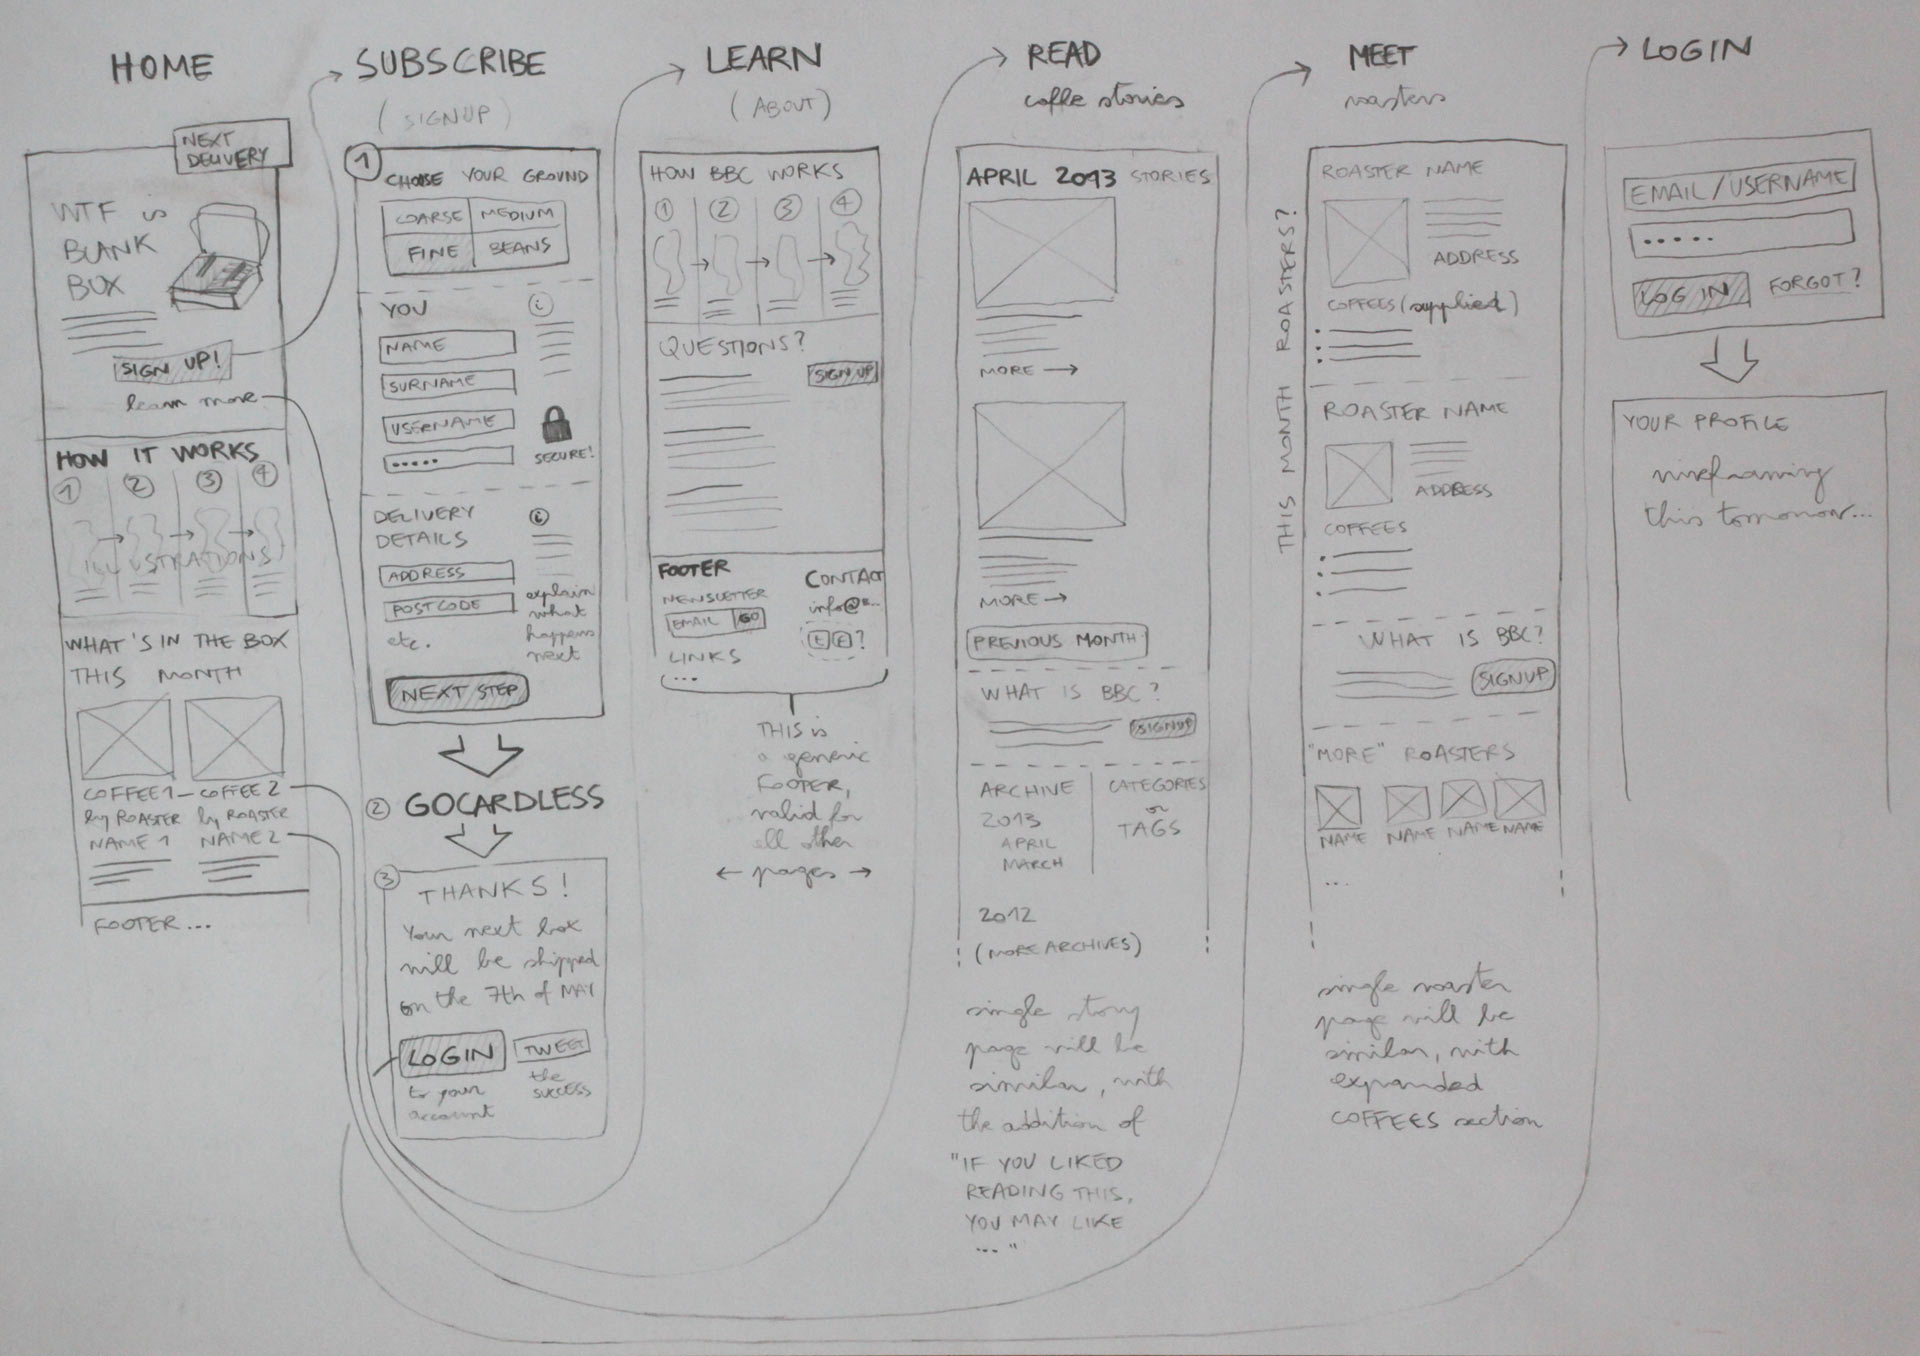 HOME
NEXT
DELIVERY
WTF is
BLANK
BOX
SIGN UP!
learn more
HOW IT WORKS
1 2 3 4
ILLUSTRATIONS
WHAT'S IN THE BOX
THIS MONTH
COFFEE 1 - COFFEE 2
by ROASTER by ROASTER
NAME 1 NAME 2
FOOTER ...
SUBSCRIBE
(SIGNUP)
1
CHOOSE YOUR GROUND
COARSE MEDIUM
FINE BEANS
YOU
i
NAME
SURNAME
USERNAME
•••••
SECURE!
DELIVERY
DETAILS
i
ADDRESS
POSTCODE
etc.
explain
what
happens
next
NEXT STEP
2 GOCARDLESS
3
THANKS!
Your next box
will be shipped
on the 7th of MAY
LOGIN
to your
account
TWEET
the
SUCCESS
LEARN
(ABOUT)
HOW BBC WORKS
1 2 3 4
QUESTIONS?
SIGN UP
FOOTER
NEWSLETTER
EMAIL GO
LINKS
...
CONTACT
info@B...
t f ?
THIS is
a generic
FOOTER,
valid for
all other
← pages →
READ
coffe stories
APRIL 2013 STORIES
MORE →
MORE →
PREVIOUS MONTH
WHAT IS BBC?
SIGNUP
ARCHIVE
2013
APRIL
MARCH
CATEGORIES
or
TAGS
2012
(MORE ARCHIVES)
single story
page will be
similar, with
the addition of
"IF YOU LIKED
READING THIS,
YOU MAY LIKE
... "
MEET
roasters
THIS MONTH ROASTERS?
ROASTER NAME
ADDRESS
COFFEES (supplied)
ROASTER NAME
ADDRESS
COFFEES
WHAT IS BBC?
SIGNUP
"MORE" ROASTERS
NAME NAME NAME NAME
...
single roaster
page will be
similar, with
expanded
COFFEES section
LOGIN
EMAIL/USERNAME
•••••
LOG IN FORGOT?
YOUR PROFILE
wireframing
this tomorrow...